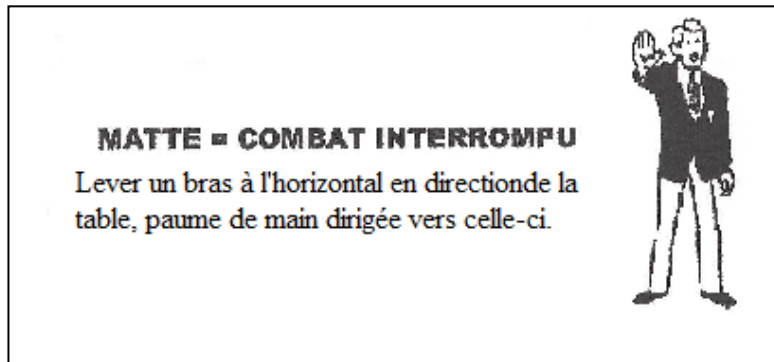 MATTE = COMBAT INTERROMPU
Lever un bras à l'horizontal en directionde la
table, paume de main dirigée vers celle-ci.